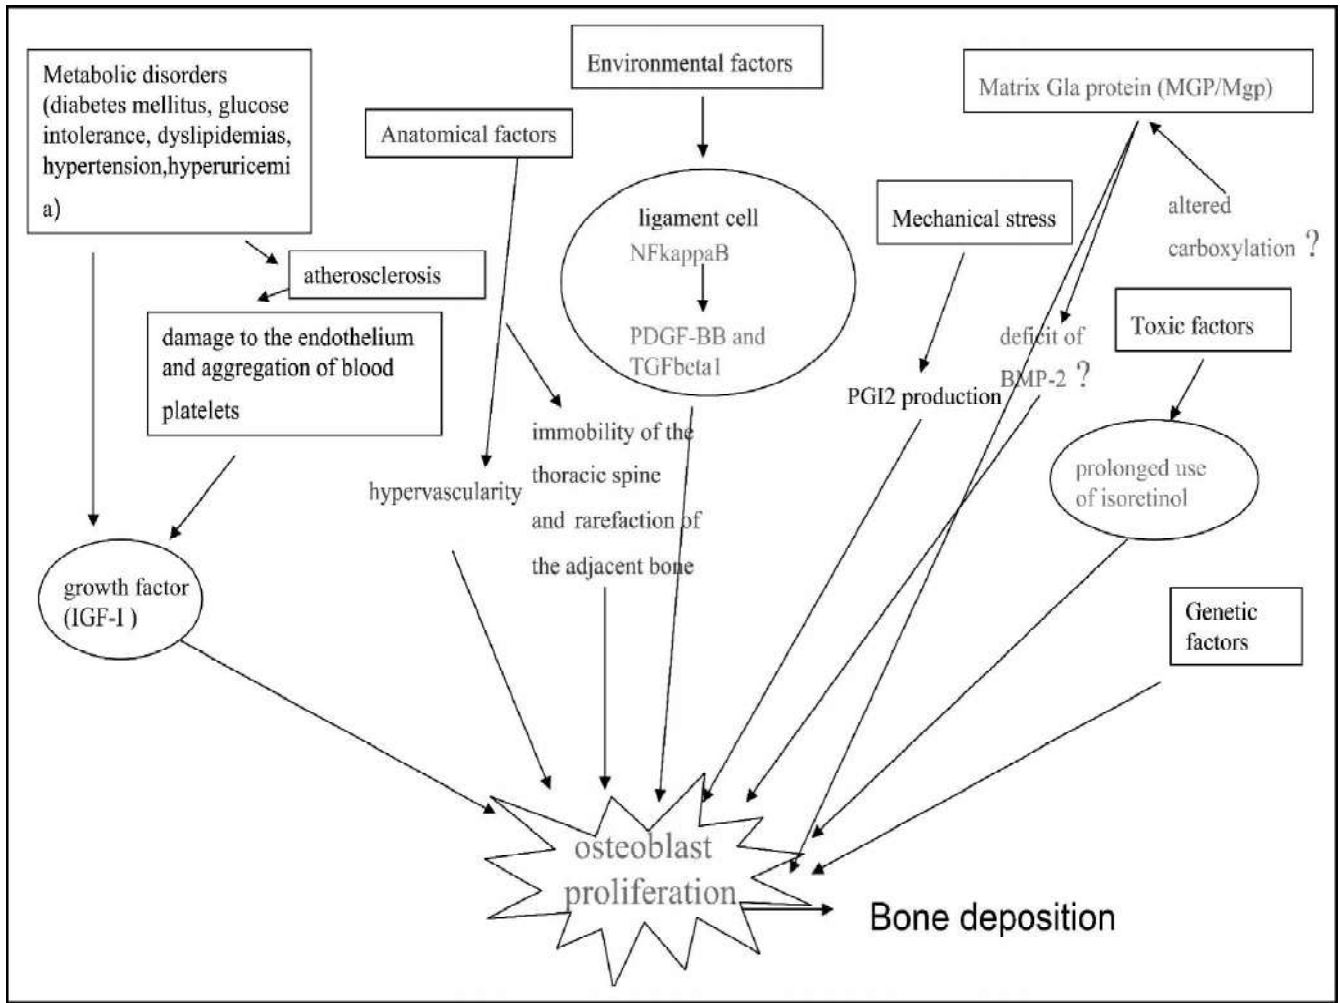 Metabolic disorders
(diabetes mellitus, glucose
intolerance, dyslipidemias,
hypertension,hyperuricemi
a)
Anatomical factors
Environmental factors
Matrix Gla protein (MGP/Mgp)
ligament cell
NFkappaB
PDGF-BB and
TGFbeta1
Mechanical stress
altered
carboxylation ?
atherosclerosis
damage to the endothelium
and aggregation of blood
platelets
deficit of
BMP-2 ?
Toxic factors
PGI2 production
immobility of the
thoracic spine
and rarefaction of
the adjacent bone
hypervascularity
prolonged use
of isoretinol
growth factor
(IGF-I )
Genetic
factors
osteoblast
proliferation
Bone deposition